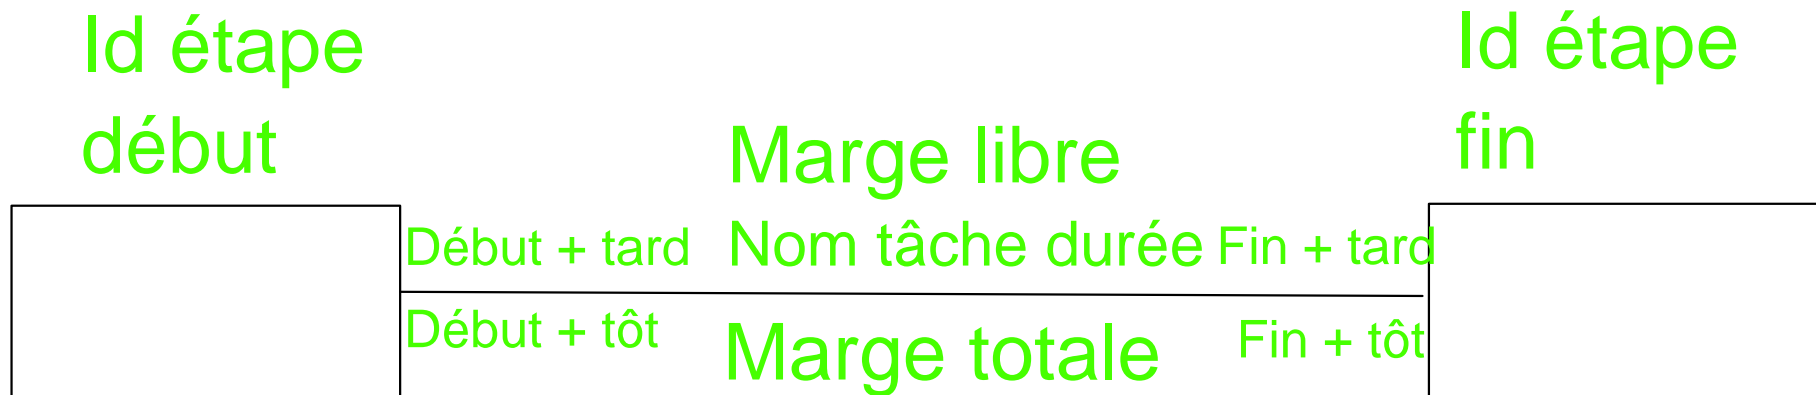 Id étape
début
Id étape
fin
Marge libre
Début + tard
Nom tâche durée
Fin + tard
Début + tôt
Marge totale
Fin + tôt